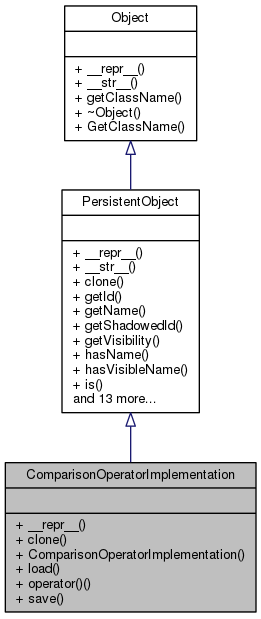 Object
+ __repr__()
+ __str__()
+ getClassName()
+ ~Object()
+ GetClassName()
PersistentObject
+ __repr__()
+ __str__()
+ clone()
+ getId()
+ getName()
+ getShadowedId()
+ getVisibility()
+ hasName()
+ hasVisibleName()
+ is()
and 13 more...
ComparisonOperatorImplementation
+ __repr__()
+ clone()
+ ComparisonOperatorImplementation()
+ load()
+ operator()()
+ save()